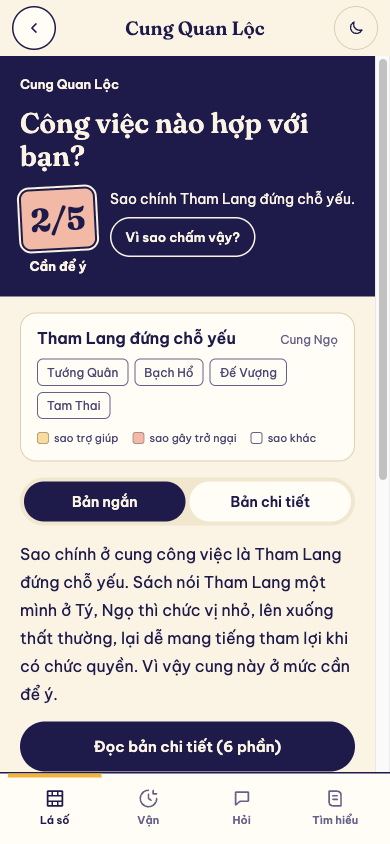 Cung Quan Lộc
Cung Quan Lộc
Công việc nào hợp với
bạn?
2/5
Cần để ý
Sao chính Tham Lang đứng chỗ yếu.
Vì sao chấm vậy?
Tham Lang đứng chỗ yếu
Cung Ngọ
Tướng Quân
Bạch Hổ
Đế Vượng
Tam Thai
sao trợ giúp
sao gây trở ngại
sao khác
Bản ngắn
Bản chi tiết
Sao chính ở cung công việc là Tham Lang
đứng chỗ yếu. Sách nói Tham Lang một
mình ở Tý, Ngọ thì chức vị nhỏ, lên xuống
thất thường, lại dễ mang tiếng tham lợi khi
có chức quyền. Vì vậy cung này ở mức cần
để ý.
Đọc bản chi tiết (6 phần)
Lá số
Vận
Hỏi
Tìm hiểu